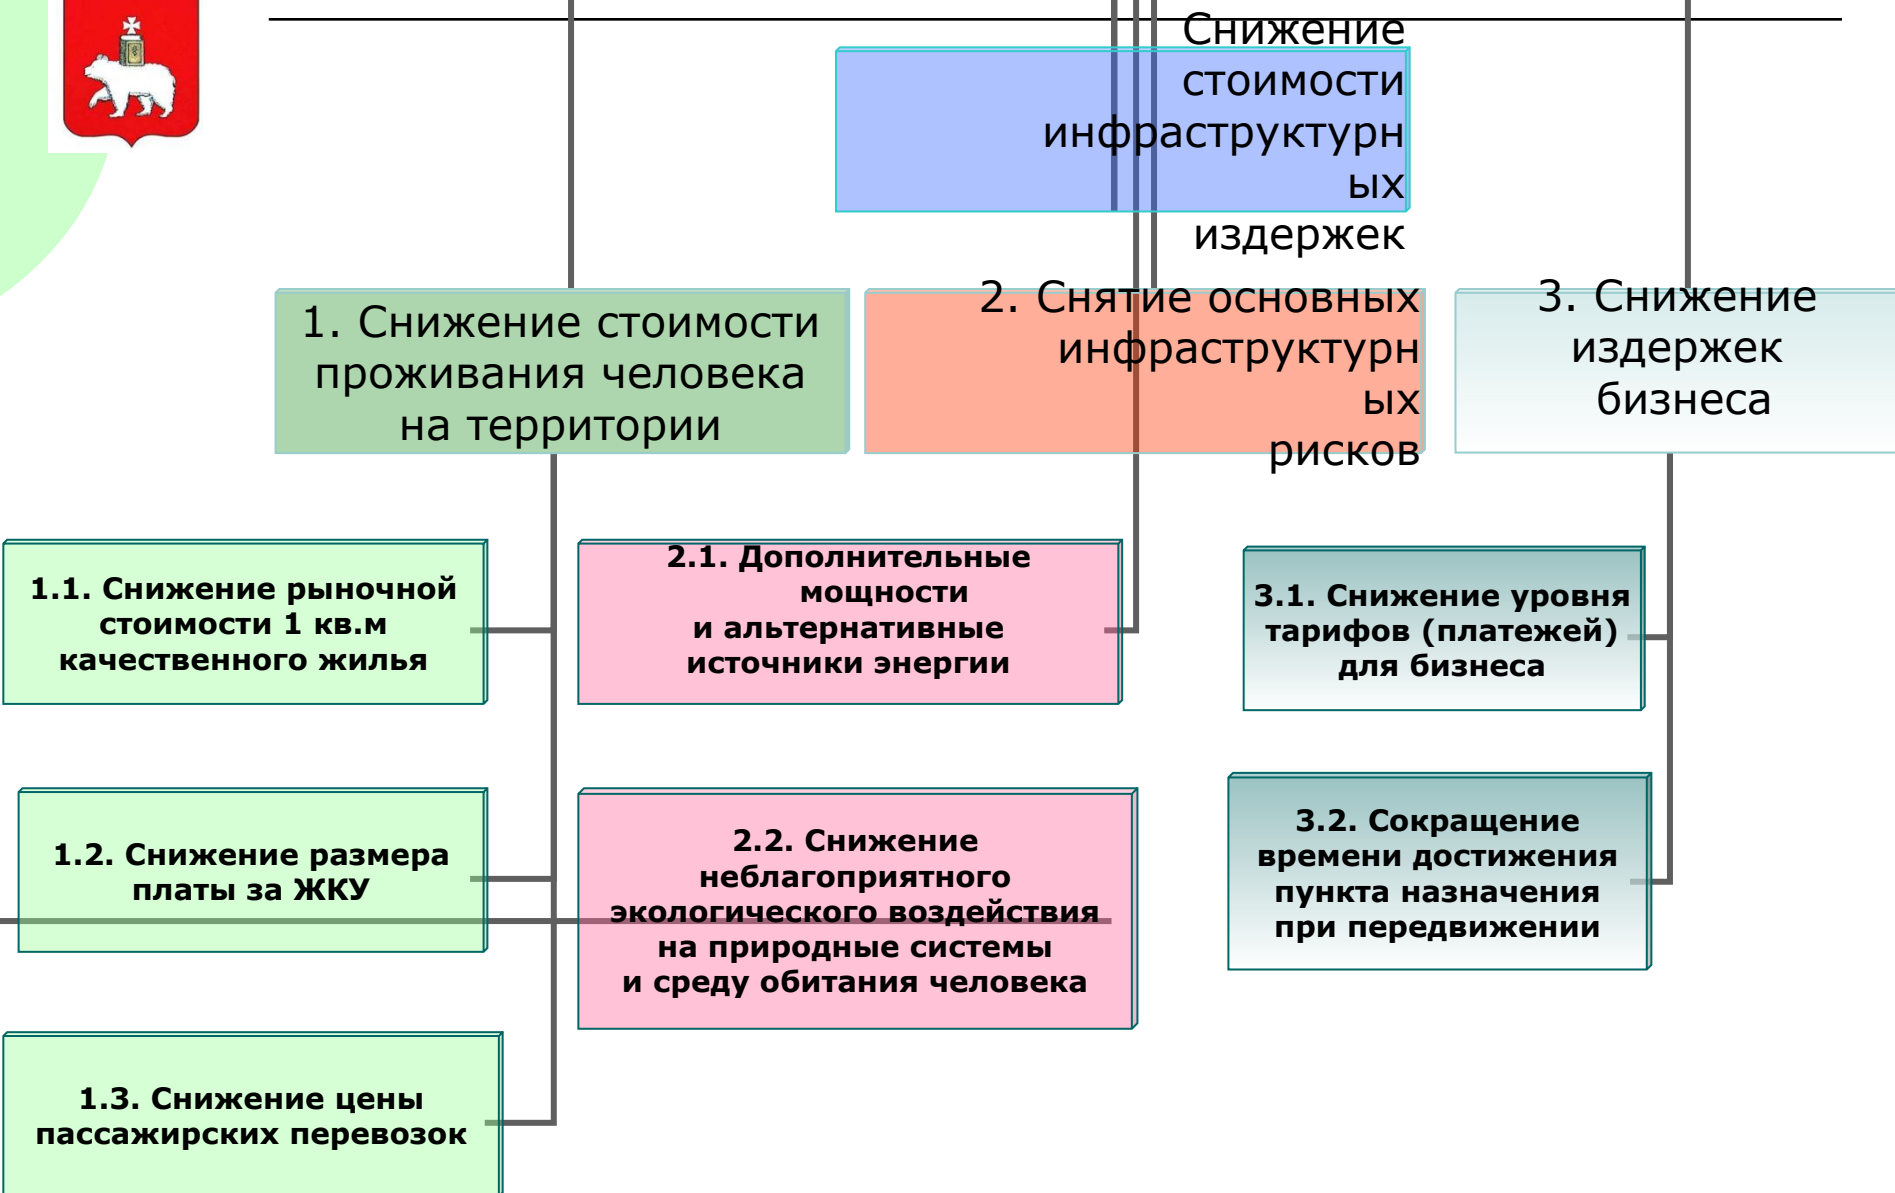 Снижение
стоимости
инфраструктурн
ых
издержек
1. Снижение стоимости
проживания человека
на территории
2. Снятие основных
инфраструктурн
ых
рисков
3. Снижение
издержек
бизнеса
1.1. Снижение рыночной
стоимости 1 кв.м
качественного жилья
2.1. Дополнительные
мощности
и альтернативные
источники энергии
3.1. Снижение уровня
тарифов (платежей)
для бизнеса
1.2. Снижение размера
платы за ЖКУ
2.2. Снижение
неблагоприятного
экологического воздействия
на природные системы
и среду обитания человека
3.2. Сокращение
времени достижения
пункта назначения
при передвижении
1.3. Снижение цены
пассажирских перевозок